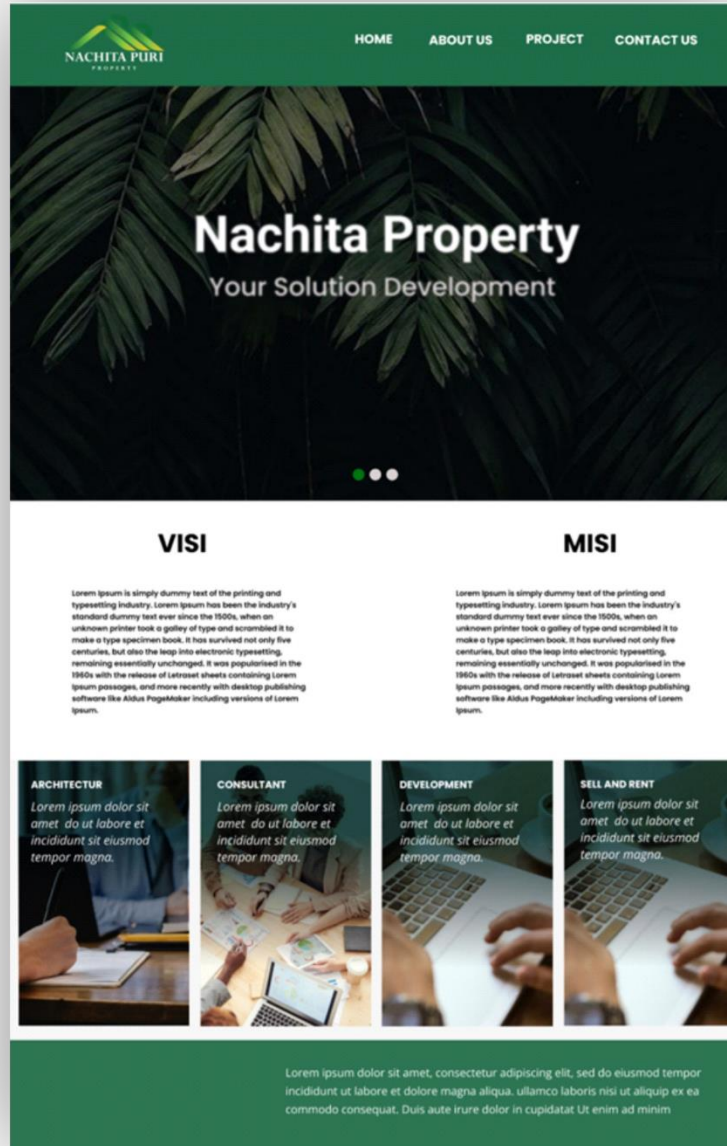 NACHITA PURI
PROPERTY
HOME
ABOUT US
PROJECT
CONTACT US
Nachita Property
Your Solution Development
VISI
Lorem Ipsum is simply dummy text of the printing and
typesetting industry. Lorem Ipsum has been the industry's
standard dummy text ever since the 1500s, when an
unknown printer took a galley of type and scrambled it to
make a type specimen book. It has survived not only five
centuries, but also the leap into electronic typesetting,
remaining essentially unchanged. It was popularised in the
1960s with the release of Letraset sheets containing Lorem
Ipsum passages, and more recently with desktop publishing
software like Aldus PageMaker including versions of Lorem
Ipsum.
MISI
Lorem Ipsum is simply dummy text of the printing and
typesetting industry. Lorem Ipsum has been the industry's
standard dummy text ever since the 1500s, when an
unknown printer took a galley of type and scrambled it to
make a type specimen book. It has survived not only five
centuries, but also the leap into electronic typesetting,
remaining essentially unchanged. It was popularised in the
1960s with the release of Letraset sheets containing Lorem
Ipsum passages, and more recently with desktop publishing
software like Aldus PageMaker including versions of Lorem
Ipsum.
ARCHITECTUR
Lorem ipsum dolor sit
amet do ut labore et
incididunt sit eiusmod
tempor magna.
CONSULTANT
Lorem ipsum dolor sit
amet do ut labore et
incididunt sit eiusmod
tempor magna.
DEVELOPMENT
Lorem ipsum dolor sit
amet do ut labore et
incididunt sit eiusmod
tempor magna.
SELL AND RENT
Lorem ipsum dolor sit
amet do ut labore et
incididunt sit eiusmod
tempor magna.
Lorem ipsum dolor sit amet, consectetur adipiscing elit, sed do eiusmod tempor
incididunt ut labore et dolore magna aliqua. ullamco laboris nisi ut aliquip ex ea
commodo consequat. Duis aute irure dolor in cupidatat Ut enim ad minim